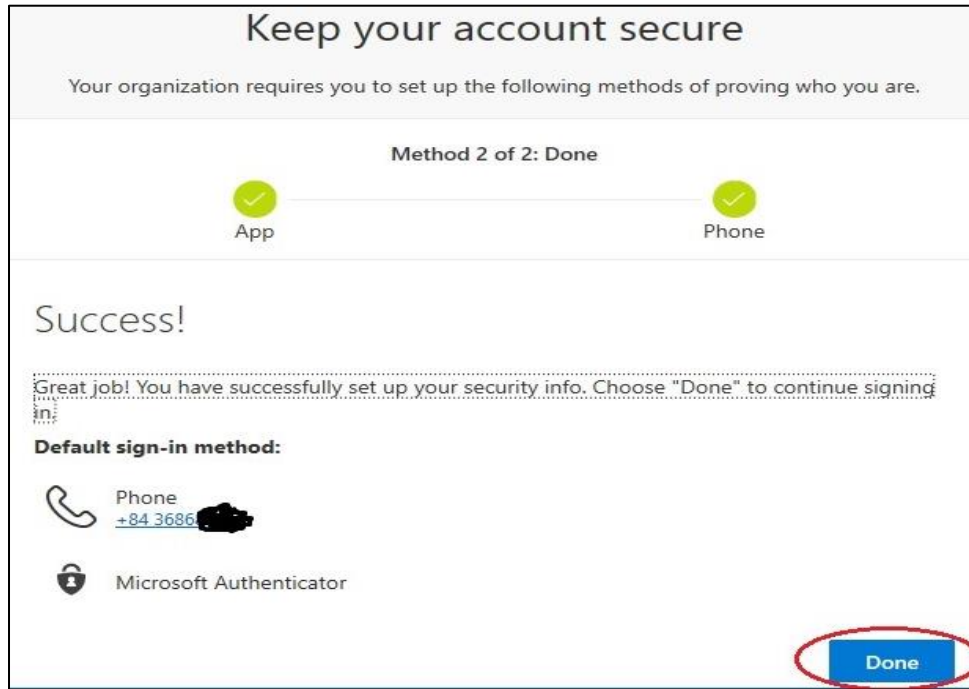 Keep your account secure
Your organization requires you to set up the following methods of proving who you are.
Method 2 of 2: Done
App
Phone
Success!
Great job! You have successfully set up your security info. Choose "Done" to continue signing
in.
Default sign-in method:
Phone
+84 3686
Microsoft Authenticator
Done